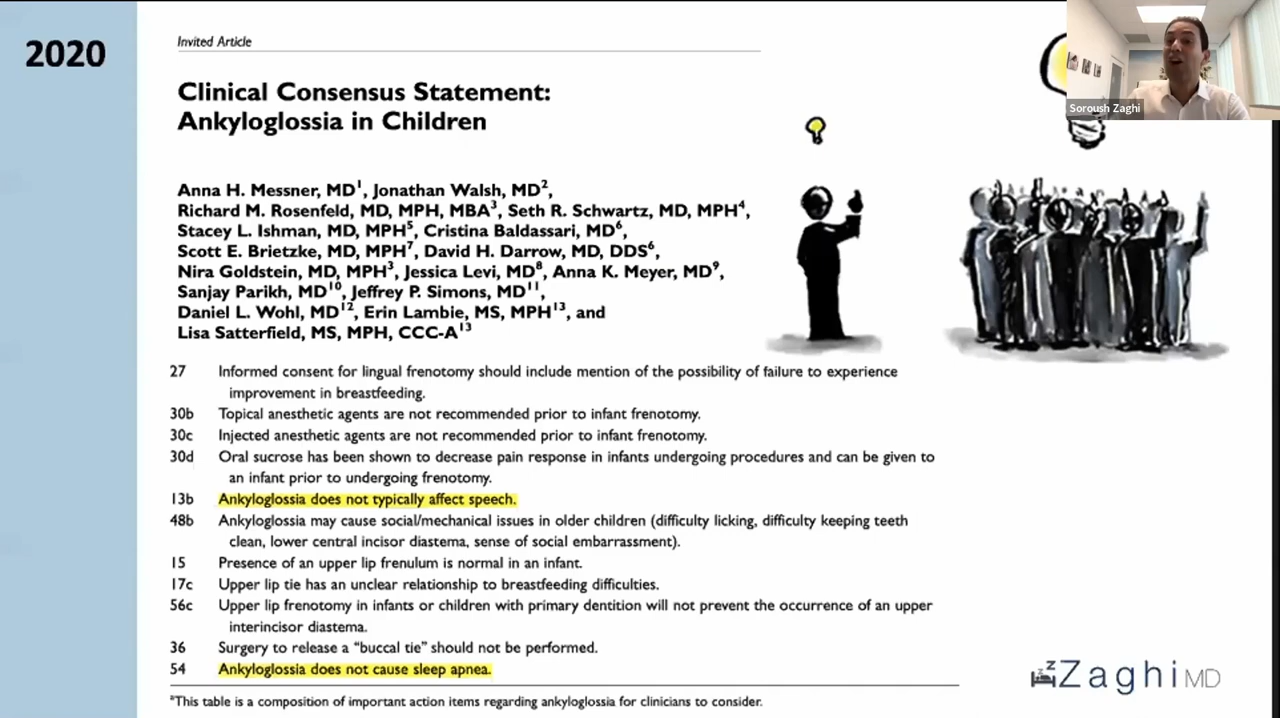 2020
Invited Article
Clinical Consensus Statement:
Ankyloglossia in Children
Anna H. Messner, MD1, Jonathan Walsh, MD2,
Richard M. Rosenfeld, MD, MPH, MBA3, Seth R. Schwartz, MD, MPH4,
Stacey L. Ishman, MD, MPH5, Cristina Baldassari, MD6,
Scott E. Brietzke, MD, MPH7, David H. Darrow, MD, DDS6,
Nira Goldstein, MD, MPH3, Jessica Levi, MD8, Anna K. Meyer, MD9,
Sanjay Parikh, MD10, Jeffrey P. Simons, MD11,
Daniel L. Wohl, MD12, Erin Lambie, MS, MPH13, and
Lisa Satterfield, MS, MPH, CCC-A13
27 Informed consent for lingual frenotomy should include mention of the possibility of failure to experience
improvement in breastfeeding.
30b Topical anesthetic agents are not recommended prior to infant frenotomy.
30c Injected anesthetic agents are not recommended prior to infant frenotomy.
30d Oral sucrose has been shown to decrease pain response in infants undergoing procedures and can be given to
an infant prior to undergoing frenotomy.
13b Ankyloglossia does not typically affect speech.
48b Ankyloglossia may cause social/mechanical issues in older children (difficulty licking, difficulty keeping teeth
clean, lower central incisor diastema, sense of social embarrassment).
15 Presence of an upper lip frenulum is normal in an infant.
17c Upper lip tie has an unclear relationship to breastfeeding difficulties.
56c Upper lip frenotomy in infants or children with primary dentition will not prevent the occurrence of an upper
interincisor diastema.
36 Surgery to release a “buccal tie” should not be performed.
54 Ankyloglossia does not cause sleep apnea.
aThis table is a composition of important action items regarding ankyloglossia for clinicians to consider.
Soroush Zaghi
zZ Zaghi MD